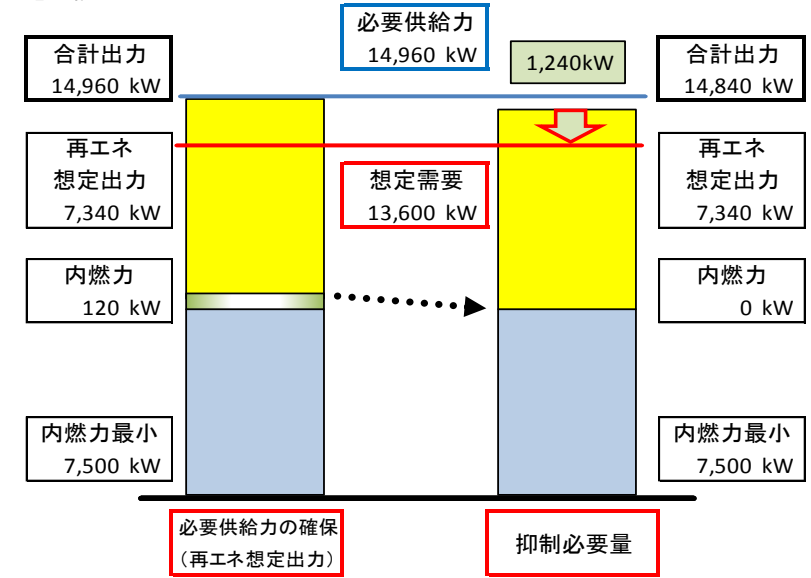 必要供給力
14,960 kW
合計出力
14,960 kW
1,240kW
合計出力
14,840 kW
再エネ
想定出力
7,340 kW
想定需要
13,600 kW
再エネ
想定出力
7,340 kW
内燃力
120 kW
内燃力
0 kW
内燃力最小
7,500 kW
内燃力最小
7,500 kW
必要供給力の確保
（再エネ想定出力）
抑制必要量